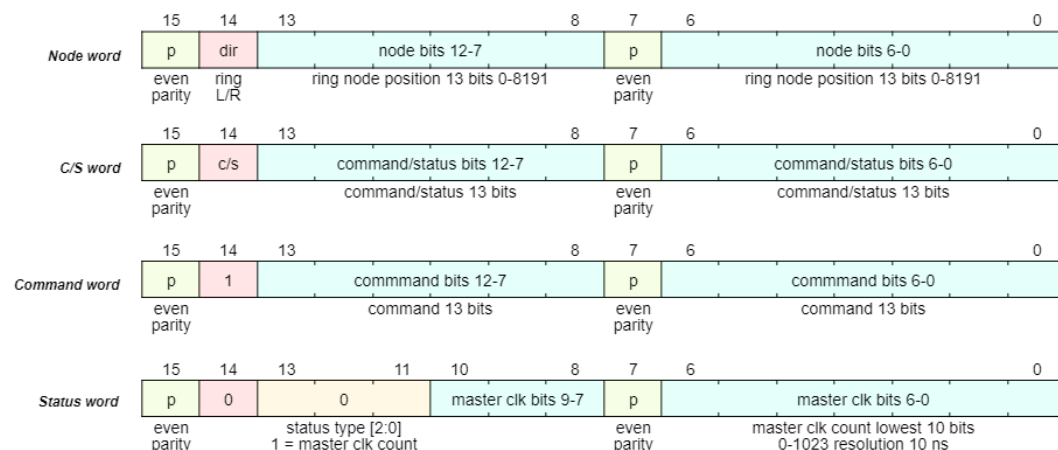 15 14 13 8 7 6 0
Node word p dir node bits 12-7 p node bits 6-0
even ring ring node position 13 bits 0-8191 even ring node position 13 bits 0-8191
parity L/R parity
15 14 13 8 7 6 0
C/S word p c/s command/status bits 12-7 p command/status bits 6-0
even command/status 13 bits even command/status 13 bits
parity parity
15 14 13 8 7 6 0
Command word p 1 commmand bits 12-7 p commmand bits 6-0
even command 13 bits even command 13 bits
parity parity
15 14 13 11 10 8 7 6 0
Status word p 0 0 master clk bits 9-7 p master clk bits 6-0
even status type [2:0] even master clk count lowest 10 bits
parity 1 = master clk count parity 0-1023 resolution 10 ns